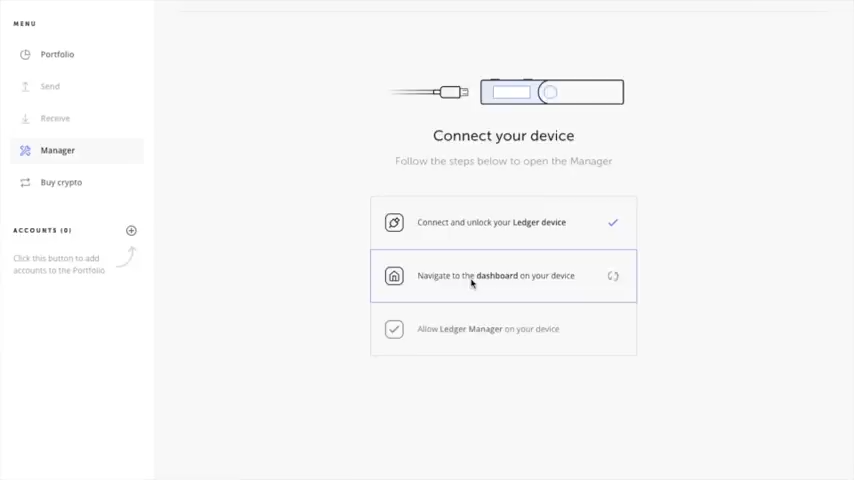 MENU
Portfolio
Send
Receive
Manager
Buy crypto
ACCOUNTS (0)
Click this button to add
accounts to the Portfolio
Connect your device
Follow the steps below to open the Manager
Connect and unlock your Ledger device
Navigate to the dashboard on your device
Allow Ledger Manager on your device